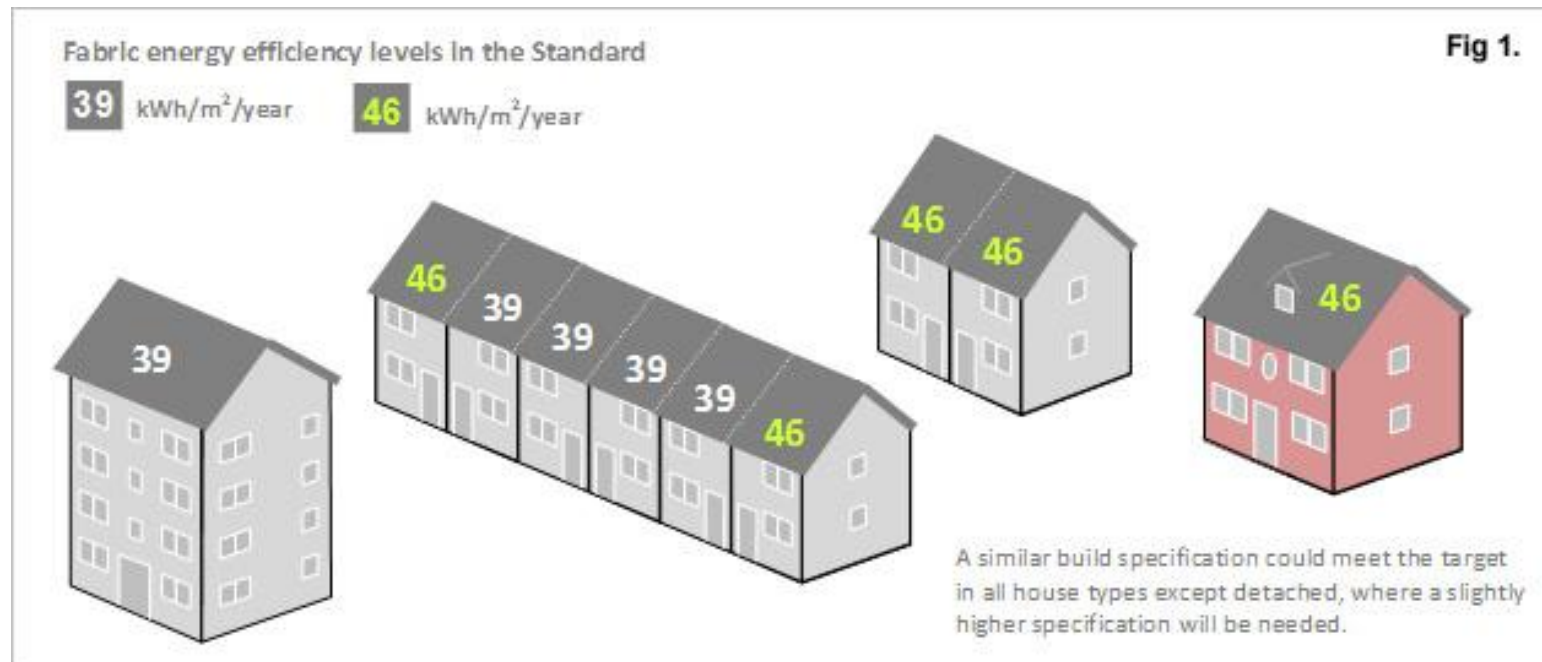 Fabric energy efficiency levels in the Standard
Fig 1.
39 kWh/m²/year 46 kWh/m²/year
46
46
46
46
39
39
39
39
39
46
A similar build specification could meet the target
in all house types except detached, where a slightly
higher specification will be needed.